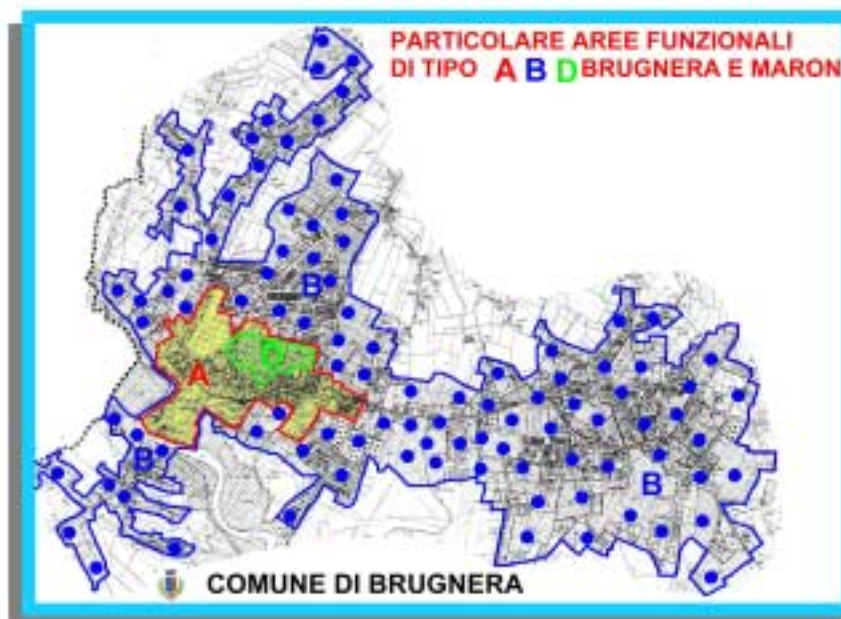 PARTICOLARE AREE FUNZIONALI
DI TIPO A B D BRUGNERA E MARON
B
D
A
B
B
COMUNE DI BRUGNERA